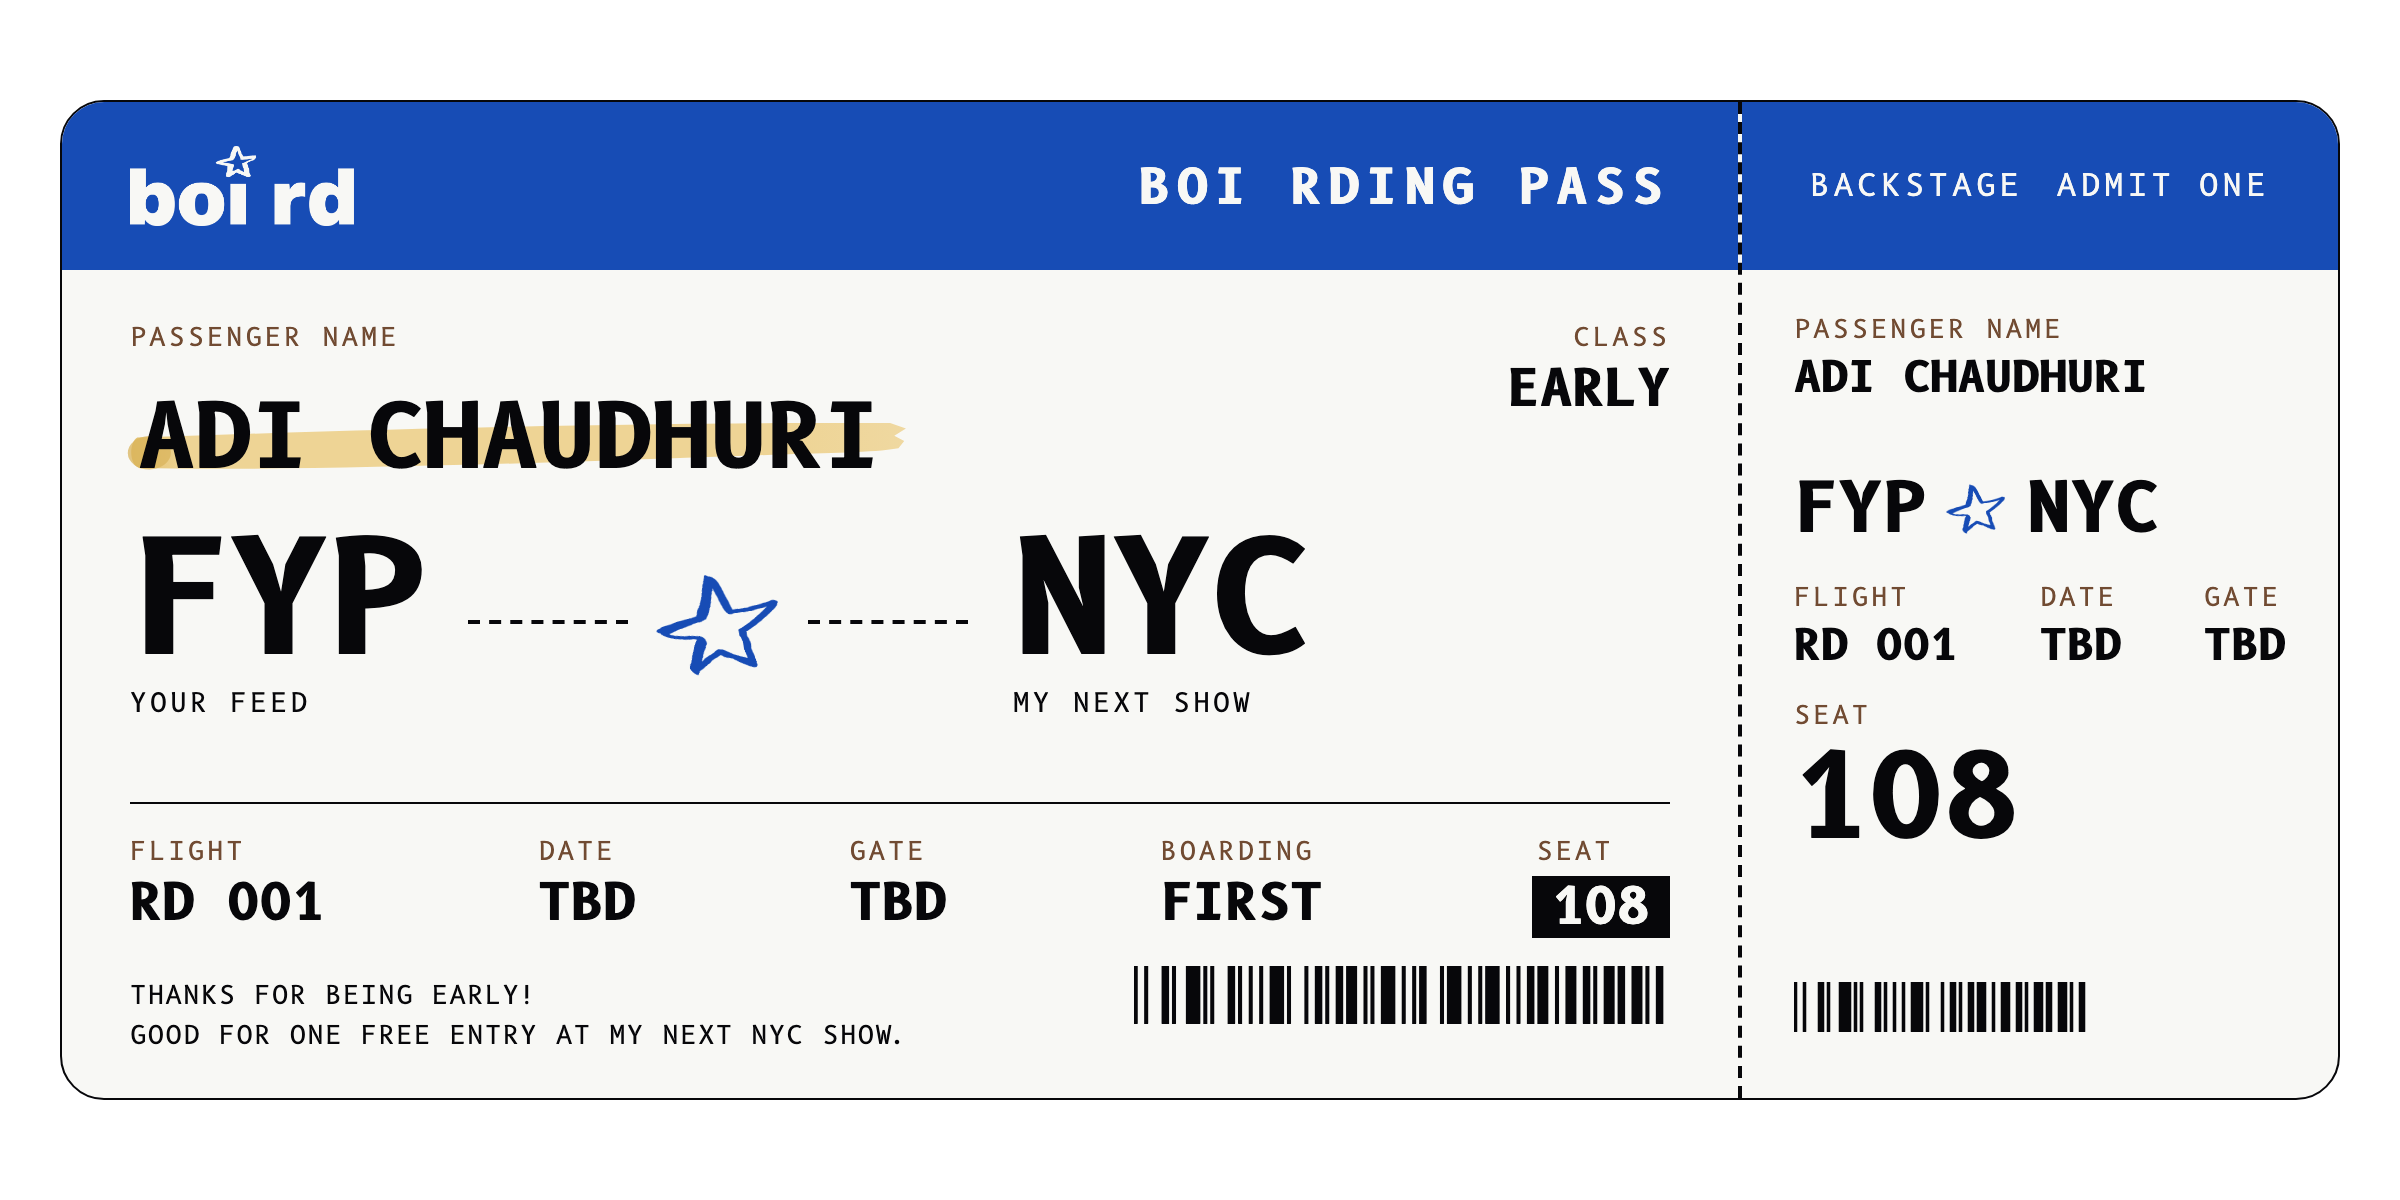 boi rd
BOI RDING PASS
BACKSTAGE ADMIT ONE
PASSENGER NAME
ADI CHAUDHURI
CLASS
EARLY
FYP
NYC
YOUR FEED
MY NEXT SHOW
FLIGHT
RD 001
DATE
TBD
GATE
TBD
BOARDING
FIRST
SEAT
108
THANKS FOR BEING EARLY!
GOOD FOR ONE FREE ENTRY AT MY NEXT NYC SHOW.
PASSENGER NAME
ADI CHAUDHURI
FYP NYC
FLIGHT
RD 001
DATE
TBD
GATE
TBD
SEAT
108